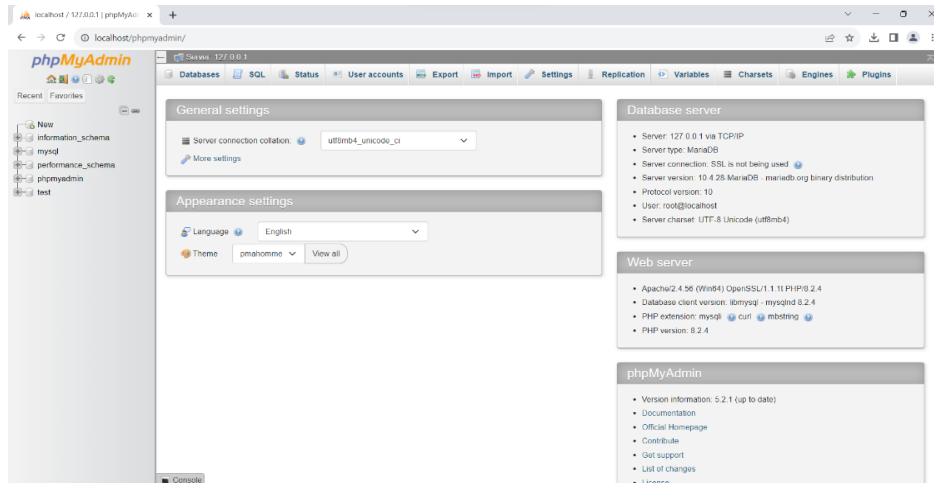 localhost / 127.0.0.1 | phpMyAdm
localhost/phpmyadmin/
phpMyAdmin
Recent Favorites
New
information_schema
mysql
performance_schema
phpmyadmin
test
Server: 127.0.0.1
Databases SQL Status User accounts Export Import Settings Replication Variables Charsets Engines Plugins
General settings
Server connection collation: utf8mb4_unicode_ci
More settings
Appearance settings
Language English
Theme pmahomme View all
Console
Database server
Server: 127.0.0.1 via TCP/IP
Server type: MariaDB
Server connection: SSL is not being used
Server version: 10.4.28-MariaDB - mariadb.org binary distribution
Protocol version: 10
User: root@localhost
Server charset: UTF-8 Unicode (utf8mb4)
Web server
Apache/2.4.56 (Win64) OpenSSL/1.1.1t PHP/8.2.4
Database client version: libmysql - mysqlnd 8.2.4
PHP extension: mysqli curl mbstring
PHP version: 8.2.4
phpMyAdmin
Version information: 5.2.1 (up to date)
Documentation
Official Homepage
Contribute
Get support
List of changes
License